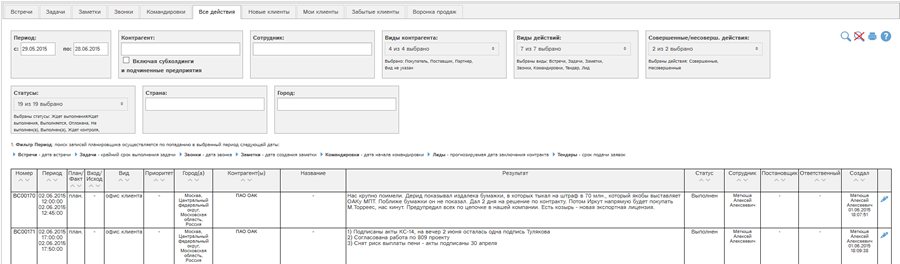 Встречи Задачи Заметки Звонки Командировки Все действия Новые клиенты Мои клиенты Забытые клиенты Воронка продаж
Период: Контрагент: Сотрудник: Виды контрагента: Виды действий: Совершенные/несоверш. действия:
с: 29.05.2015 по: 28.06.2015 4 из 4 выбрано 7 из 7 выбрано 2 из 2 выбрано
Включая субхолдинги
и подчиненные предприятия
Выбрано: Покупатель, Поставщик, Партнер,
Вид не указан
Выбраны виды: Встречи, Задачи, Заметки,
Звонки, Командировки, Тендер, Лид
Выбраны действия: Совершенные,
Несовершенные
Статусы: Страна: Город:
19 из 19 выбрано
Выбраны статусы: Ждет выполненияЖдет
выполнения, Выполняется, Отложена, Не
выполнен(а), Выполнен(а), Ждет контроля,
1. Фильтр Период: поиск записей планировщика осуществляется по попаданию в выбранный период следующей даты:
Встречи - дата встречи Задачи - крайний срок выполнения задачи Звонки - дата звонка Заметки - дата создания заметки Командировки - дата начала командировки Лиды - прогнозируемая дата заключения контракта Тендеры - срок подачи заявок
Номер Период План/Факт Вход/Исход Вид Приоритет Город(а) Контрагент(ы) Название Результат Статус Сотрудник Постановщик Ответственный Создал
ВС00170 02.06.2015 12:00:00 02.06.2015 12:45:00 план. - офис клиента - Москва, Центральный федеральный округ, Московская область, Россия ПАО ОАК -
Нас крупно поимели. Дерид показывал издалека бумажки, в которых тыкал на штраф в 70 млн., который якобы выставляет
ОАКу МПТ. Поближе бумажки он не показал. Дал 2 дня на решение по контракту. Потом Иркут напрямую будет покупать
М.Торреес, нас кинут. Предупредил всех по цепочке в нашей компании. Есть козырь - новая экспортная лицензия.
Выполнен Метюша Алексей Алексеевич - - Метюша Алексей Алексеевич 01.06.2015 18:07:51
ВС00171 02.06.2015 17:00:00 02.06.2015 17:50:00 план. - офис клиента - Москва, Центральный федеральный округ, Московская область, Россия ПАО ОАК -
1) Подписаны акты КС-14, на вечер 2 июня осталась одна подпись Тулякова
2) Согласована работа по 809 проекту
3) Снят риск выплаты пени - акты подписаны 30 апреля
Выполнен Метюша Алексей Алексеевич - - Метюша Алексей Алексеевич 01.06.2015 18:09:38